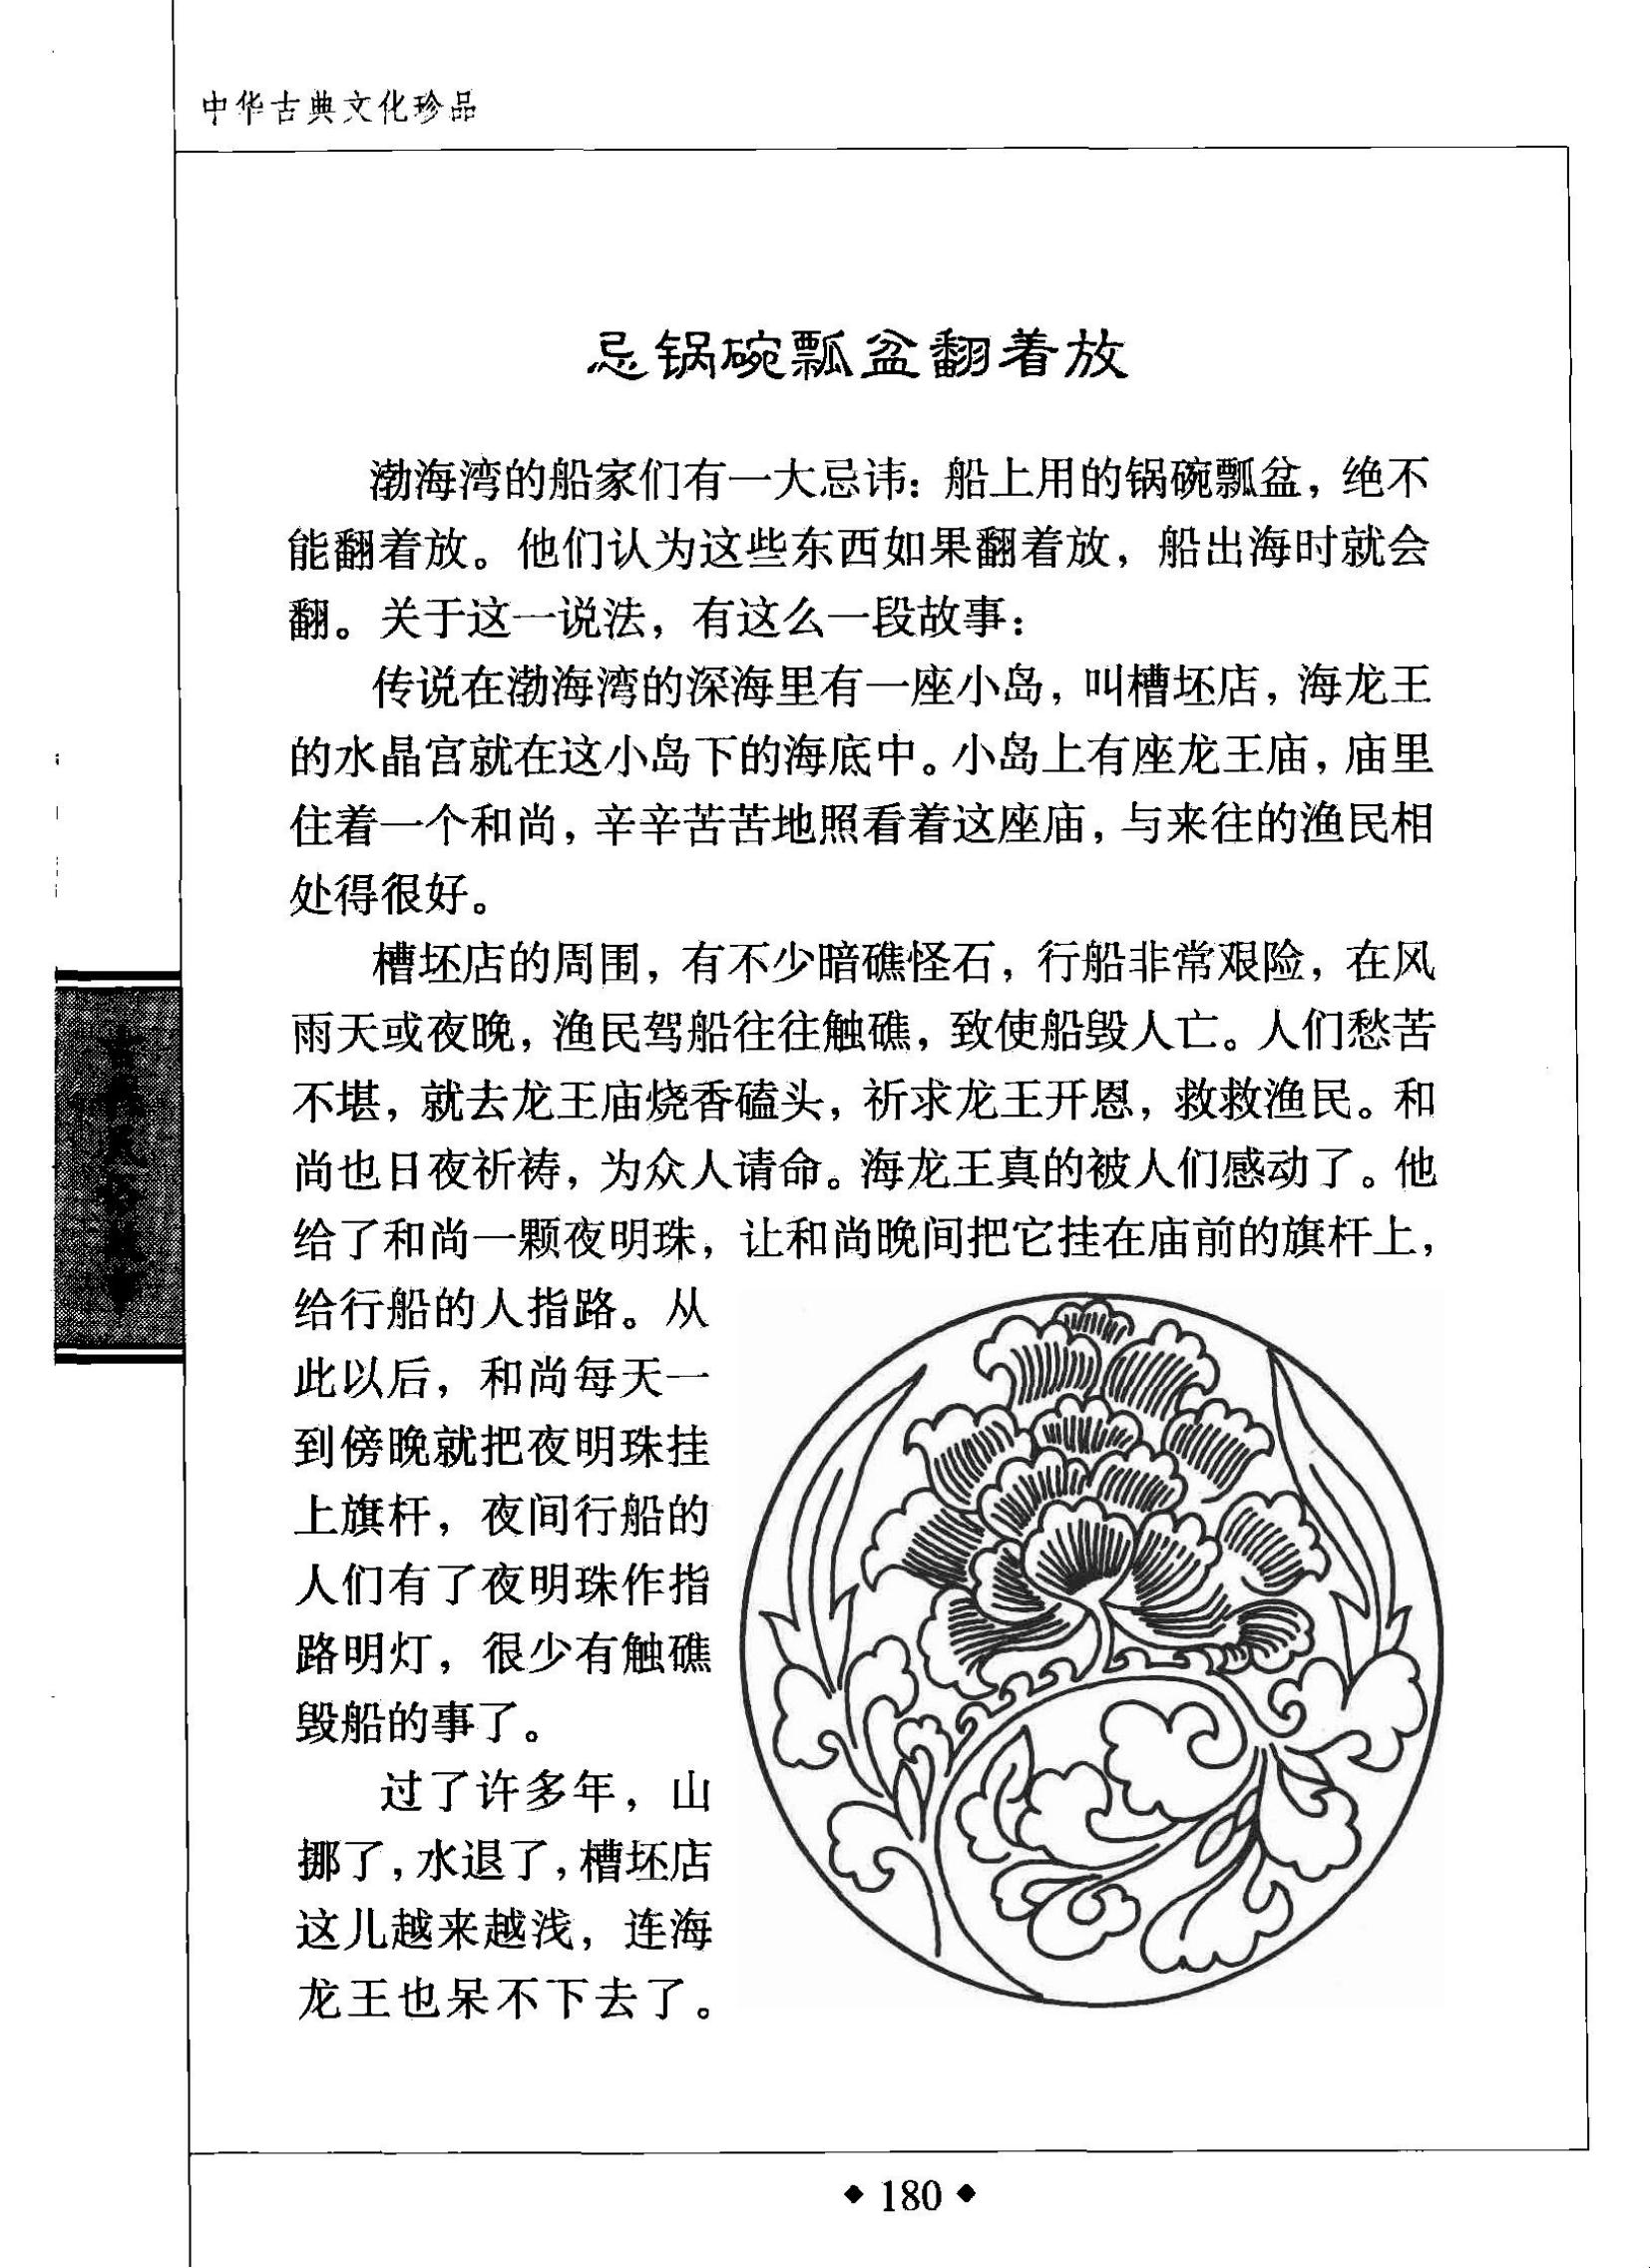 中华古典文化珍品
忌锅碗瓢盆翻着放
渤海湾的船家们有一大忌讳：船上用的锅碗瓢盆，绝不
能翻着放。他们认为这些东西如果翻着放，船出海时就会
翻。关于这一说法，有这么一段故事：
传说在渤海湾的深海里有一座小岛，叫槽坯店，海龙王
的水晶宫就在这小岛下的海底中。小岛上有座龙王庙，庙里
住着一个和尚，辛辛苦苦地照看着这座庙，与来往的渔民相
处得很好。
槽坯店的周围，有不少暗礁怪石，行船非常艰险，在风
雨天或夜晚，渔民驾船往往触礁，致使船毁人亡。人们愁苦
不堪，就去龙王庙烧香磕头，祈求龙王开恩，救救渔民。和
尚也日夜祈祷，为众人请命。海龙王真的被人们感动了。他
给了和尚一颗夜明珠，让和尚晚间把它挂在庙前的旗杆上，
给行船的人指路。从
此以后，和尚每天一
到傍晚就把夜明珠挂
上旗杆，夜间行船的
人们有了夜明珠作指
路明灯，很少有触礁
毁船的事了。
过了许多年，山
挪了，水退了，槽坯店
这儿越来越浅，连海
龙王也呆不下去了。
180